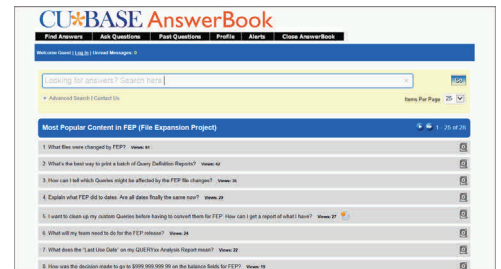 CU*BASE AnswerBook
Find Answers Ask Questions Past Questions Profile Alerts Close AnswerBook
Welcome Guest | Log In | Unread Messages: 0
Looking for answers? Search here
Advanced Search | Contact Us
Items Per Page 25
Most Popular Content in FEP (File Expansion Project) 1 - 25 of 26
1. What files were changed by FEP? Views: 61
2. What's the best way to print a batch of Query Definition Reports? Views: 42
3. How can I tell which Queries might be affected by the FEP file changes? Views: 35
4. Explain what FEP did to dates. Are all dates finally the same now? Views: 29
5. I want to clean up my custom Queries before having to convert them for FEP. How can I get a report of what I have? Views: 27
6. What will my team need to do for the FEP release? Views: 24
7. What does the "Last Use Date" on my QUERYxx Analysis Report mean? Views: 22
8. How was the decision made to go to $999,999,999.99 on the balance fields for FEP? Views: 19